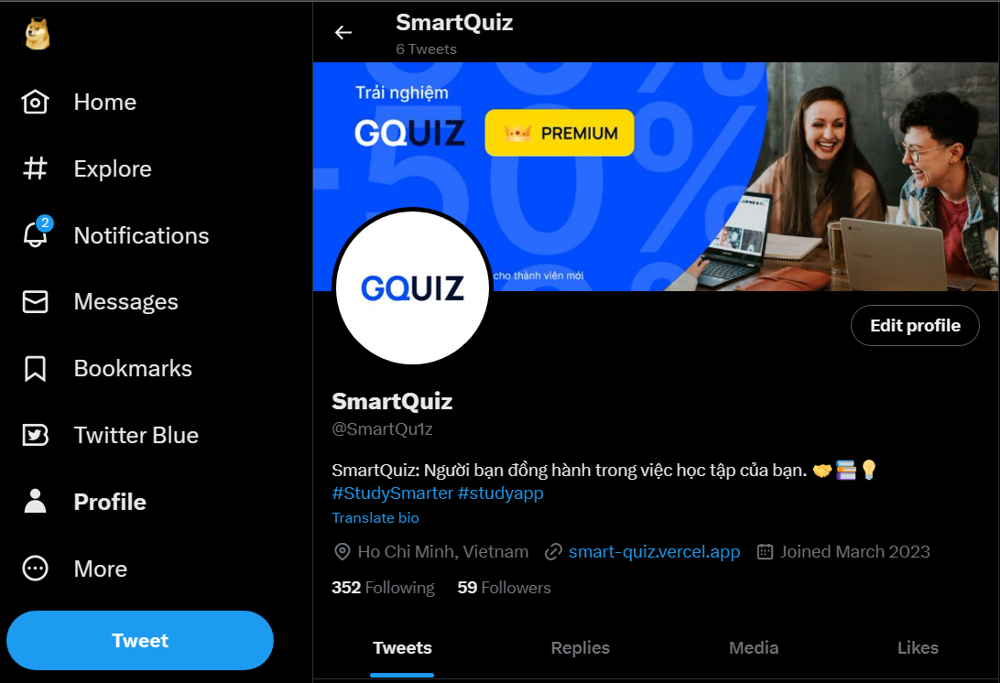 SmartQuiz
6 Tweets
Home
Explore
2
Notifications
Messages
Bookmarks
Twitter Blue
Profile
More
Tweet
Trải nghiệm
GQUIZ PREMIUM
-50%
cho thành viên mới
GQUIZ
Edit profile
SmartQuiz
@SmartQu1z
SmartQuiz: Người bạn đồng hành trong việc học tập của bạn. 🤝📚💡
#StudySmarter #studyapp
Translate bio
Ho Chi Minh, Vietnam smart-quiz.vercel.app Joined March 2023
352 Following 59 Followers
Tweets Replies Media Likes